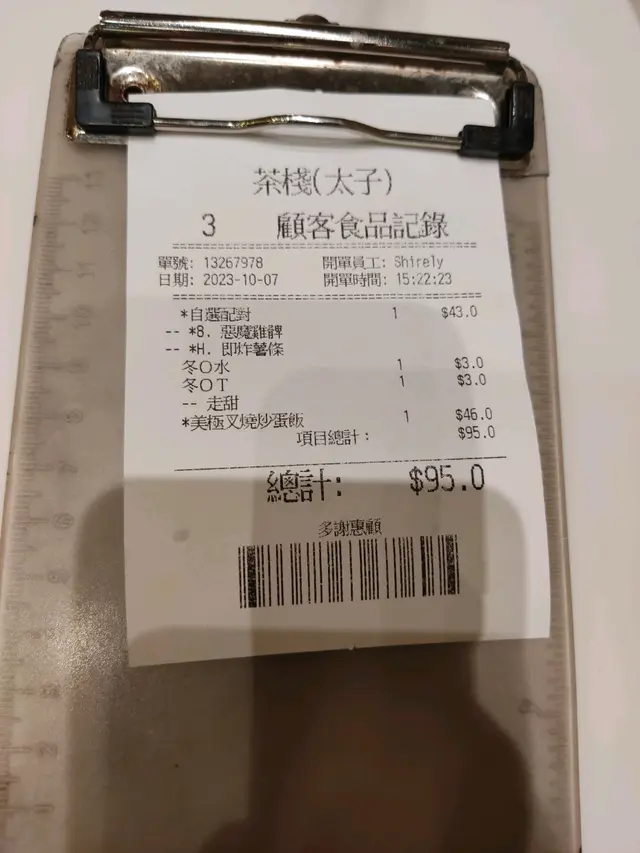 茶棧(太子)
3 顧客食品記錄
單號: 13267978 開單員工: Shirely
日期: 2023-10-07 開單時間: 15:22:23
*自選配對 1 $43.0
-- *8. 惡魔雞髀
-- *H. 即炸薯條
冬O水 1 $3.0
冬O T 1 $3.0
-- 走甜
*美極叉燒炒蛋飯 1 $46.0
項目總計: $95.0
總計: $95.0
多謝惠顧